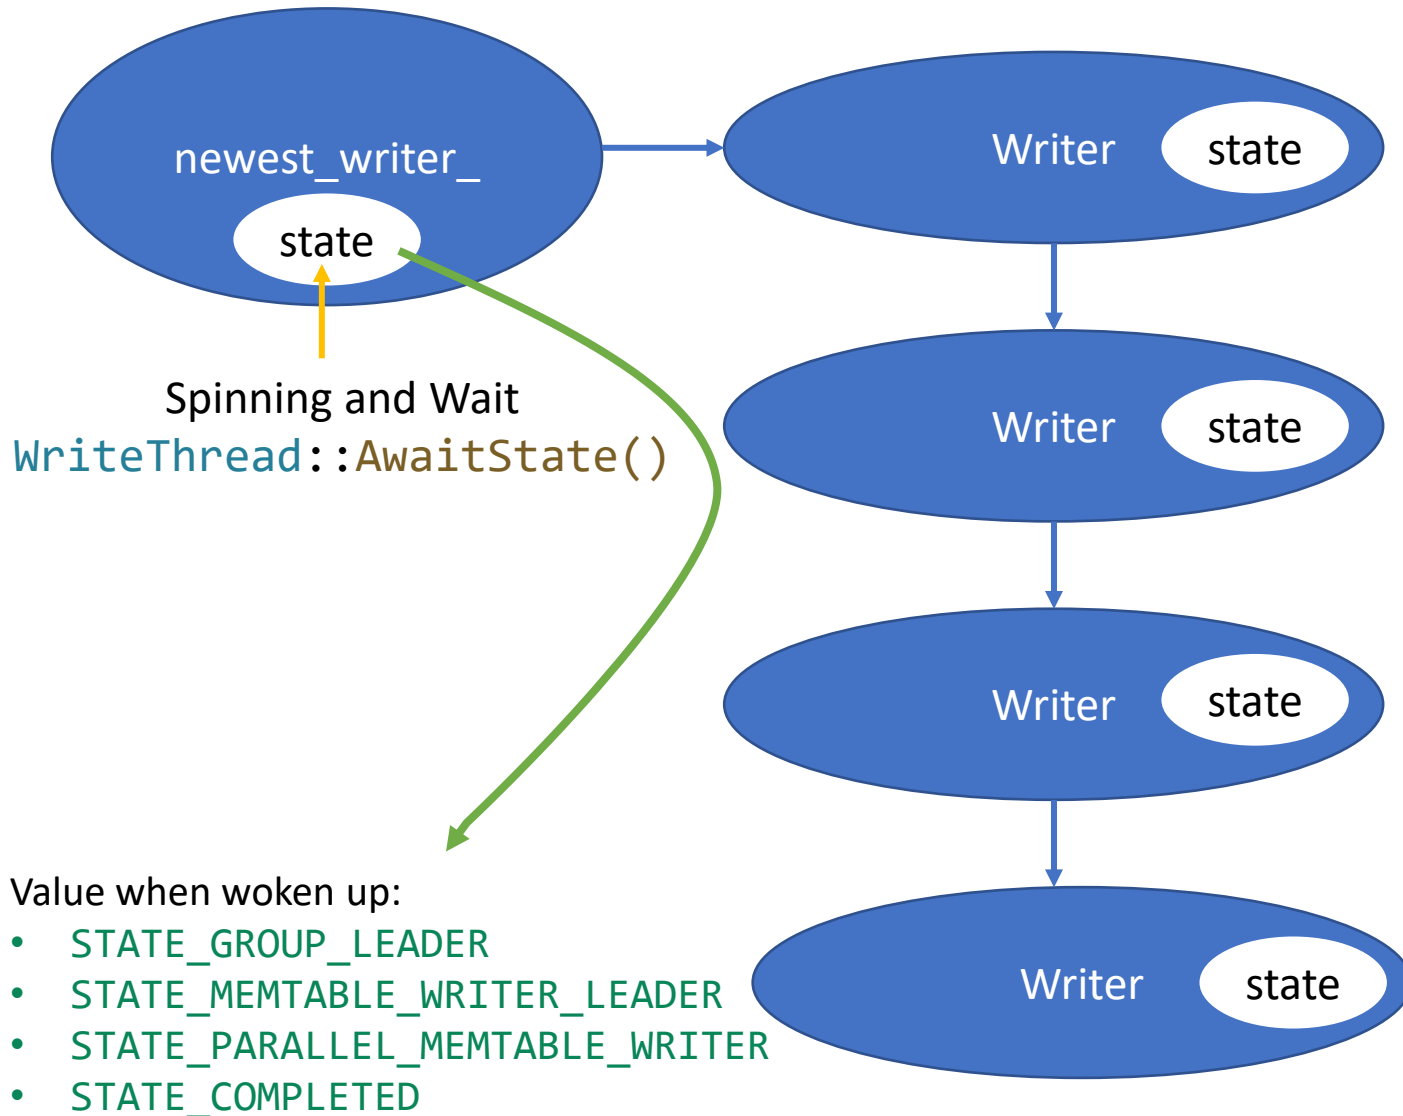 newest_writer_
state
Spinning and Wait
WriteThread::AwaitState()
Value when woken up:
• STATE_GROUP_LEADER
• STATE_MEMTABLE_WRITER_LEADER
• STATE_PARALLEL_MEMTABLE_WRITER
• STATE_COMPLETED
Writer state
Writer state
Writer state
Writer state